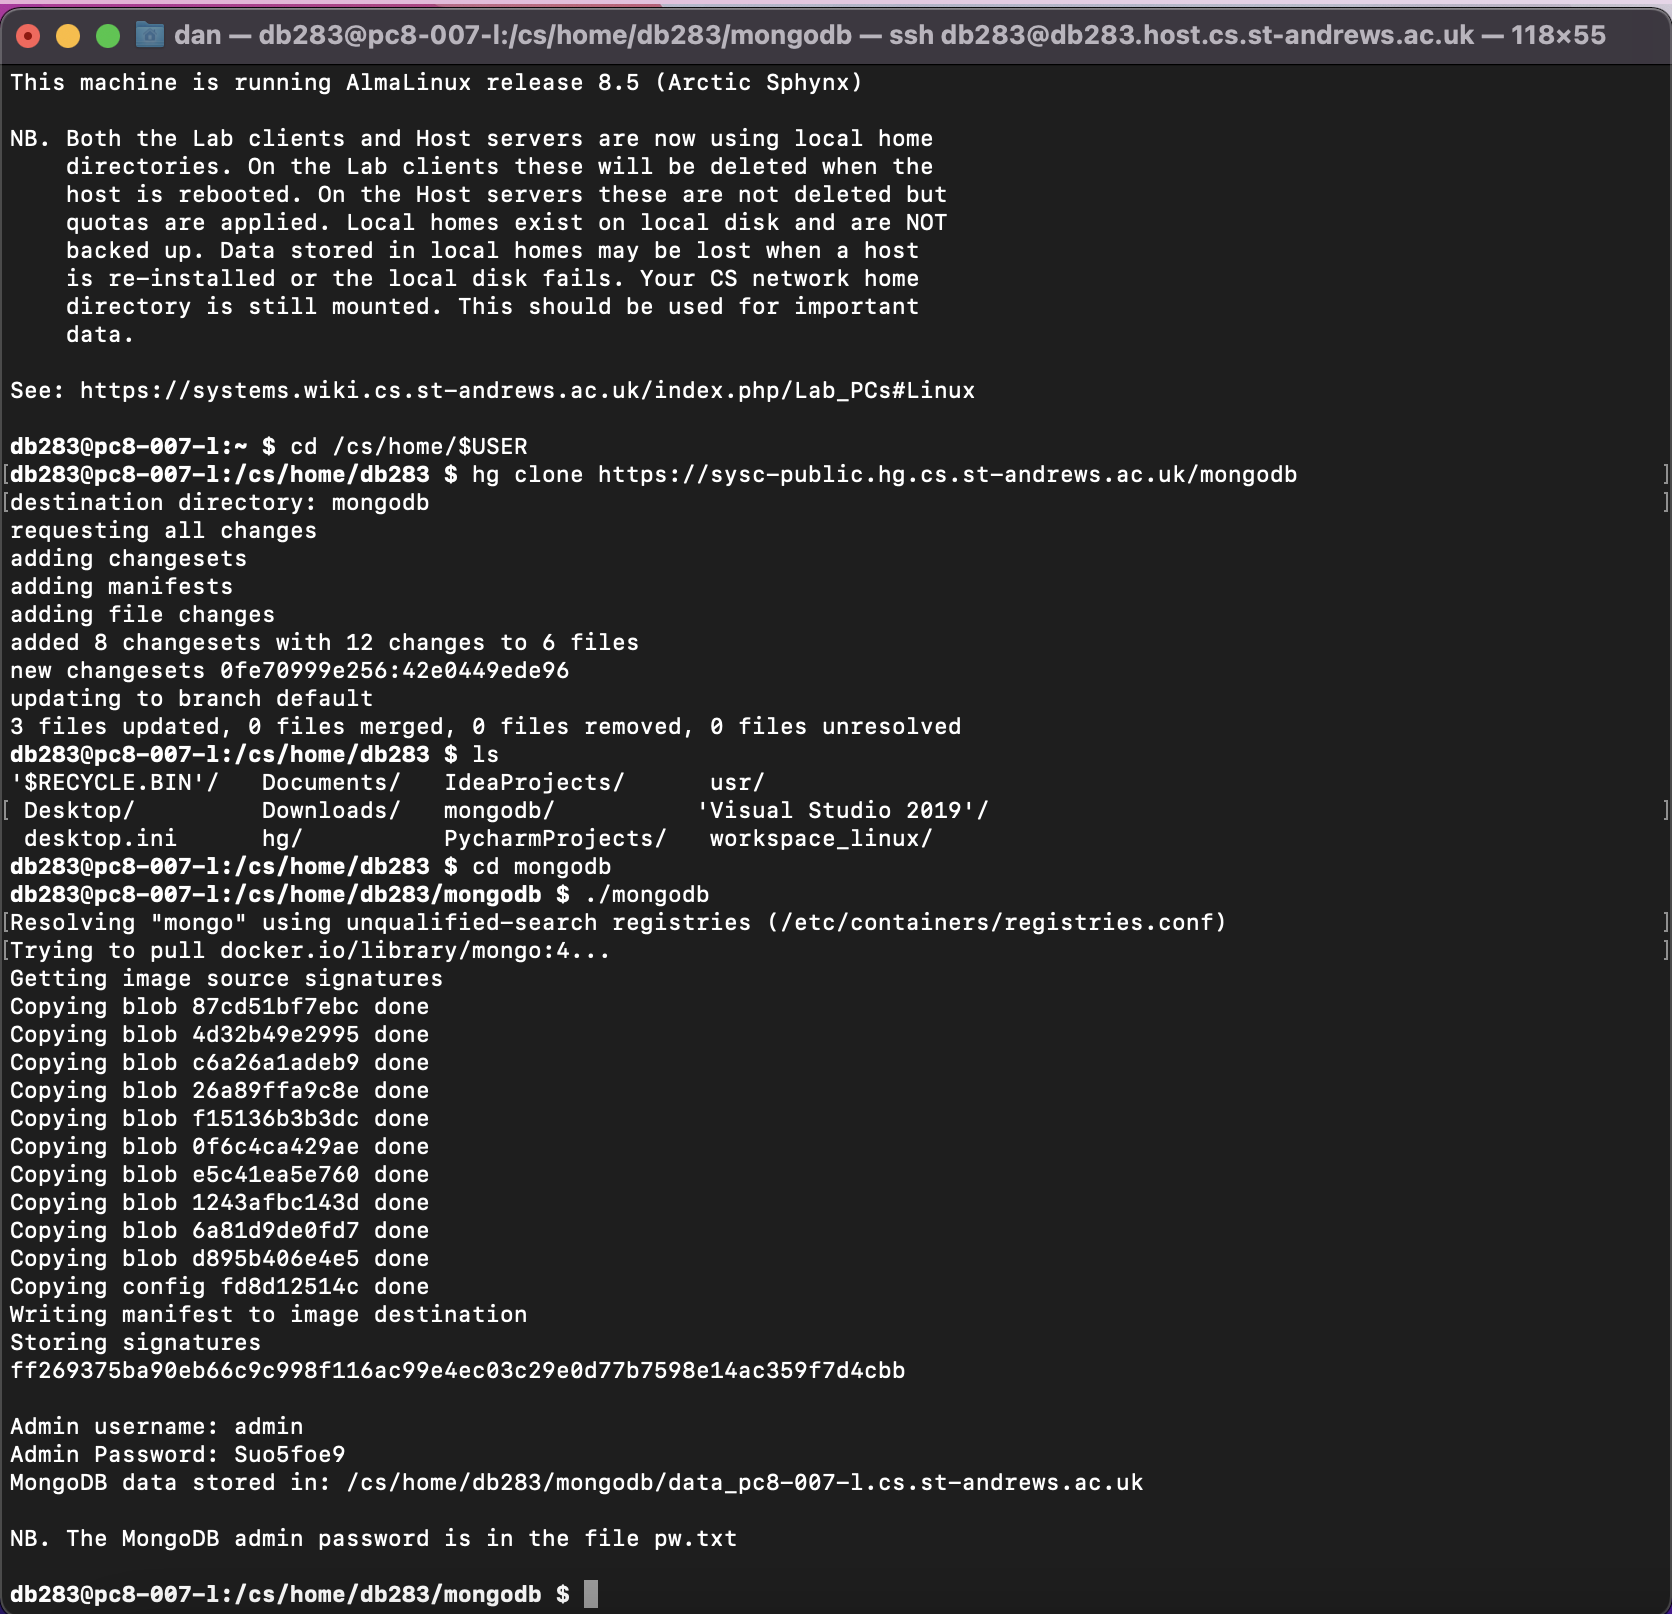 dan — db283@pc8-007-l:/cs/home/db283/mongodb — ssh db283@db283.host.cs.st-andrews.ac.uk — 118×55
This machine is running AlmaLinux release 8.5 (Arctic Sphynx)
NB. Both the Lab clients and Host servers are now using local home
directories. On the Lab clients these will be deleted when the
host is rebooted. On the Host servers these are not deleted but
quotas are applied. Local homes exist on local disk and are NOT
backed up. Data stored in local homes may be lost when a host
is re-installed or the local disk fails. Your CS network home
directory is still mounted. This should be used for important
data.
See: https://systems.wiki.cs.st-andrews.ac.uk/index.php/Lab_PCs#Linux
db283@pc8-007-l:~ $ cd /cs/home/$USER
[db283@pc8-007-l:/cs/home/db283 $ hg clone https://sysc-public.hg.cs.st-andrews.ac.uk/mongodb ]
[destination directory: mongodb ]
requesting all changes
adding changesets
adding manifests
adding file changes
added 8 changesets with 12 changes to 6 files
new changesets 0fe70999e256:42e0449ede96
updating to branch default
3 files updated, 0 files merged, 0 files removed, 0 files unresolved
db283@pc8-007-l:/cs/home/db283 $ ls
'$RECYCLE.BIN'/   Documents/   IdeaProjects/      usr/
[ Desktop/         Downloads/   mongodb/          'Visual Studio 2019'/ ]
desktop.ini      hg/          PycharmProjects/   workspace_linux/
db283@pc8-007-l:/cs/home/db283 $ cd mongodb
db283@pc8-007-l:/cs/home/db283/mongodb $ ./mongodb
[Resolving "mongo" using unqualified-search registries (/etc/containers/registries.conf) ]
[Trying to pull docker.io/library/mongo:4... ]
Getting image source signatures
Copying blob 87cd51bf7ebc done
Copying blob 4d32b49e2995 done
Copying blob c6a26a1adeb9 done
Copying blob 26a89ffa9c8e done
Copying blob f15136b3b3dc done
Copying blob 0f6c4ca429ae done
Copying blob e5c41ea5e760 done
Copying blob 1243afbc143d done
Copying blob 6a81d9de0fd7 done
Copying blob d895b406e4e5 done
Copying config fd8d12514c done
Writing manifest to image destination
Storing signatures
ff269375ba90eb66c9c998f116ac99e4ec03c29e0d77b7598e14ac359f7d4cbb
Admin username: admin
Admin Password: Suo5foe9
MongoDB data stored in: /cs/home/db283/mongodb/data_pc8-007-l.cs.st-andrews.ac.uk
NB. The MongoDB admin password is in the file pw.txt
db283@pc8-007-l:/cs/home/db283/mongodb $